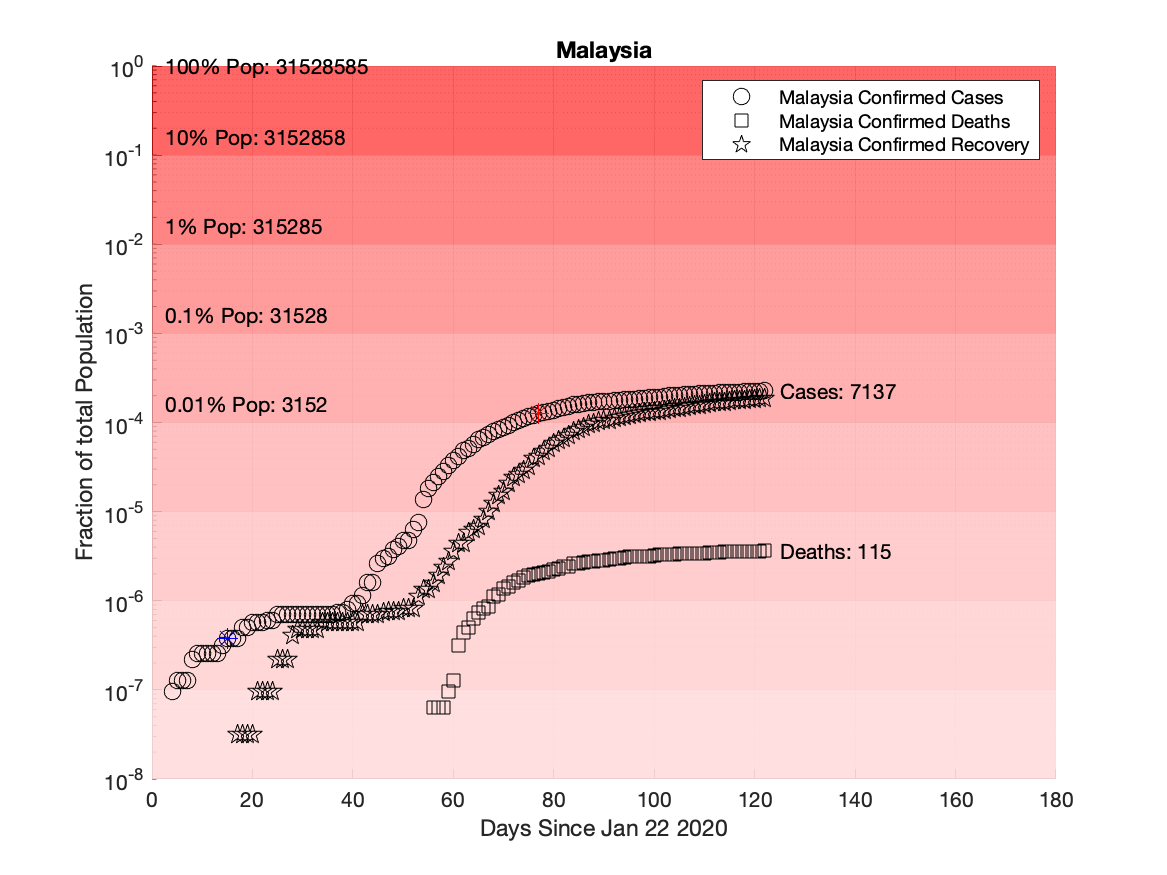 Malaysia
10^0
10^-1
10^-2
10^-3
10^-4
10^-5
10^-6
10^-7
10^-8
Fraction of total Population
100% Pop: 31528585
10% Pop: 3152858
1% Pop: 315285
0.1% Pop: 31528
0.01% Pop: 3152
Malaysia Confirmed Cases
Malaysia Confirmed Deaths
Malaysia Confirmed Recovery
Cases: 7137
Deaths: 115
0 20 40 60 80 100 120 140 160 180
Days Since Jan 22 2020